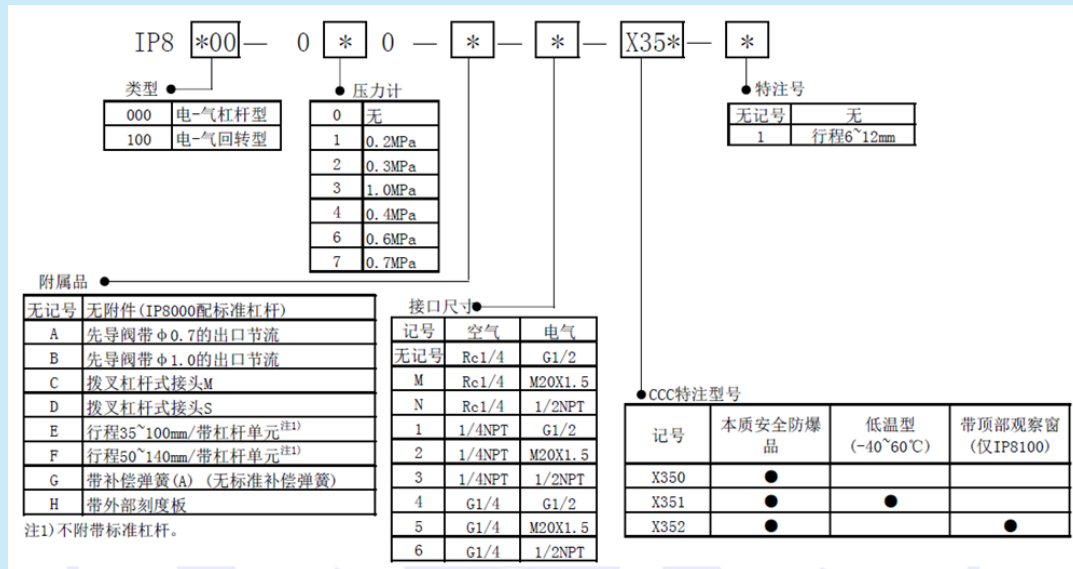 IP8 *00 — 0 * 0 — * — * — X35* — *
类型
000 电-气杠杆型
100 电-气回转型
压力计
0 无
1 0.2MPa
2 0.3MPa
3 1.0MPa
4 0.4MPa
6 0.6MPa
7 0.7MPa
特注号
无记号 无
1 行程6~12mm
附属品
无记号 无附件(IP8000配标准杠杆)
A 先导阀带φ0.7的出口节流
B 先导阀带φ1.0的出口节流
C 拨叉杠杆式接头M
D 拨叉杠杆式接头S
E 行程35~100mm/带杠杆单元注1)
F 行程50~140mm/带杠杆单元注1)
G 带补偿弹簧(A) (无标准补偿弹簧)
H 带外部刻度板
注1)不附带标准杠杆。
接口尺寸
记号 空气 电气
无记号 Rc1/4 G1/2
M Rc1/4 M20X1.5
N Rc1/4 1/2NPT
1 1/4NPT G1/2
2 1/4NPT M20X1.5
3 1/4NPT 1/2NPT
4 G1/4 G1/2
5 G1/4 M20X1.5
6 G1/4 1/2NPT
CCC特注型号
记号 本质安全防爆品 低温型(-40~60℃) 带顶部观察窗(仅IP8100)
X350 ●
X351 ● ●
X352 ● ●